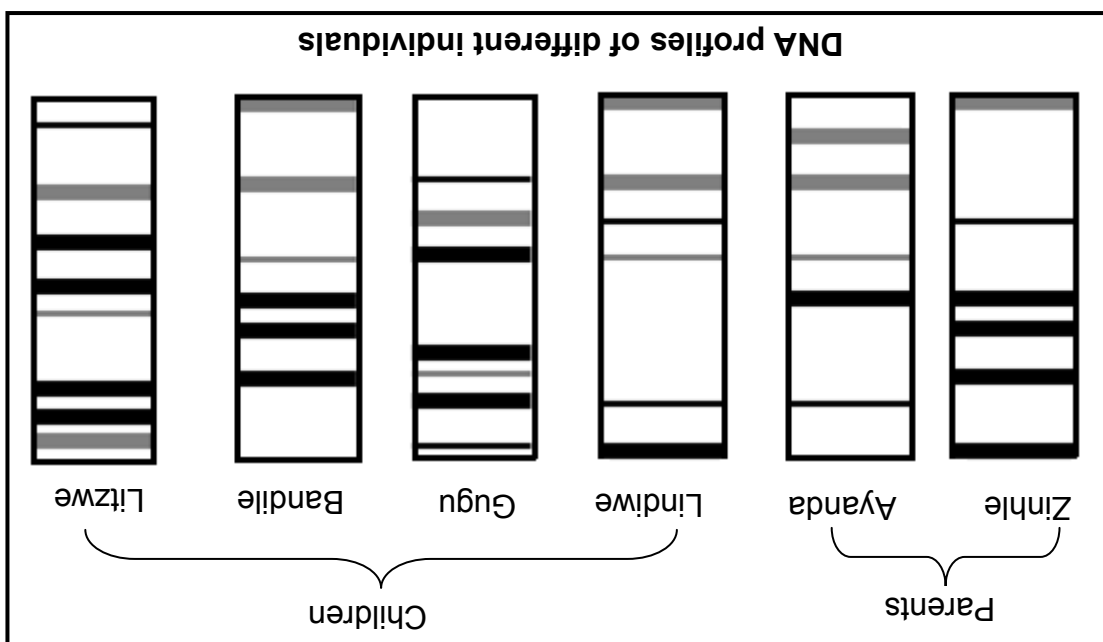 Parents Children
Zinhle Ayanda Lindiwe Gugu Bandile Litzwe
DNA profiles of different individuals